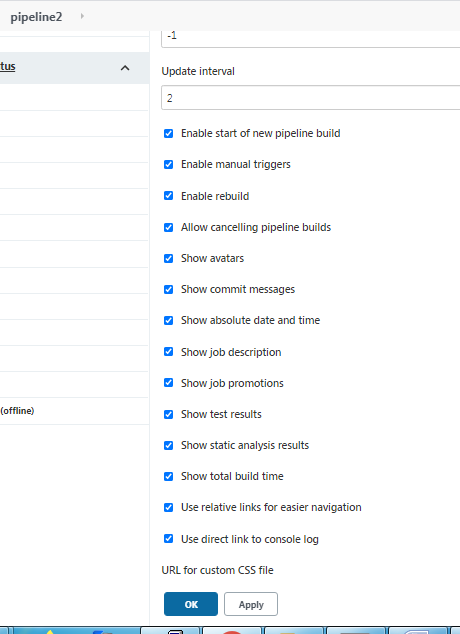 pipeline2
-1
tus
Update interval
2
Enable start of new pipeline build
Enable manual triggers
Enable rebuild
Allow cancelling pipeline builds
Show avatars
Show commit messages
Show absolute date and time
Show job description
Show job promotions
(offline)
Show test results
Show static analysis results
Show total build time
Use relative links for easier navigation
Use direct link to console log
URL for custom CSS file
OK Apply